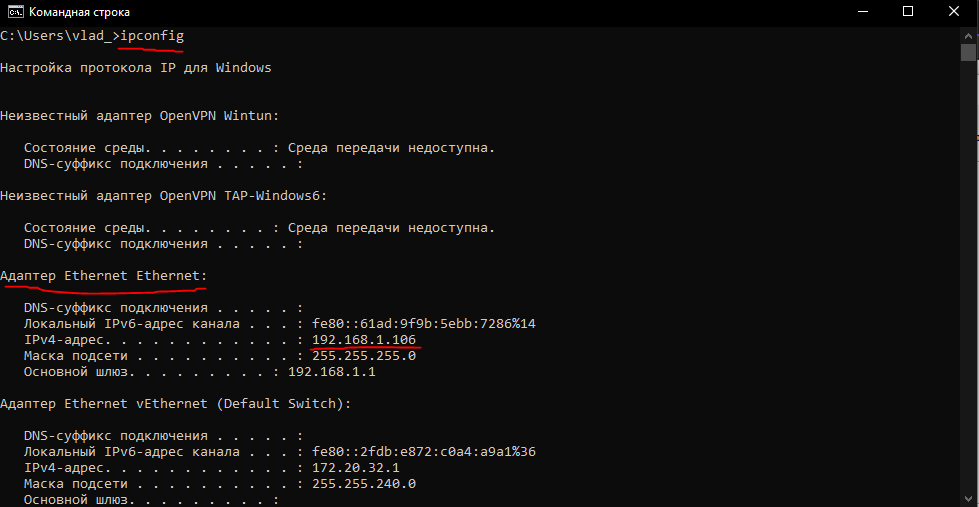 Командная строка
C:\Users\vlad_>ipconfig
Настройка протокола IP для Windows
Неизвестный адаптер OpenVPN Wintun:
Состояние среды. . . . . . . . : Среда передачи недоступна.
DNS-суффикс подключения . . . . . :
Неизвестный адаптер OpenVPN TAP-Windows6:
Состояние среды. . . . . . . . : Среда передачи недоступна.
DNS-суффикс подключения . . . . . :
Адаптер Ethernet Ethernet:
DNS-суффикс подключения . . . . . :
Локальный IPv6-адрес канала . . . : fe80::61ad:9f9b:5ebb:7286%14
IPv4-адрес. . . . . . . . . . . . : 192.168.1.106
Маска подсети . . . . . . . . . . : 255.255.255.0
Основной шлюз. . . . . . . . . : 192.168.1.1
Адаптер Ethernet vEthernet (Default Switch):
DNS-суффикс подключения . . . . . :
Локальный IPv6-адрес канала . . . : fe80::2fdb:e872:c0a4:a9a1%36
IPv4-адрес. . . . . . . . . . . . : 172.20.32.1
Маска подсети . . . . . . . . . . : 255.255.240.0
Основной шлюз. . . . . . . . . :